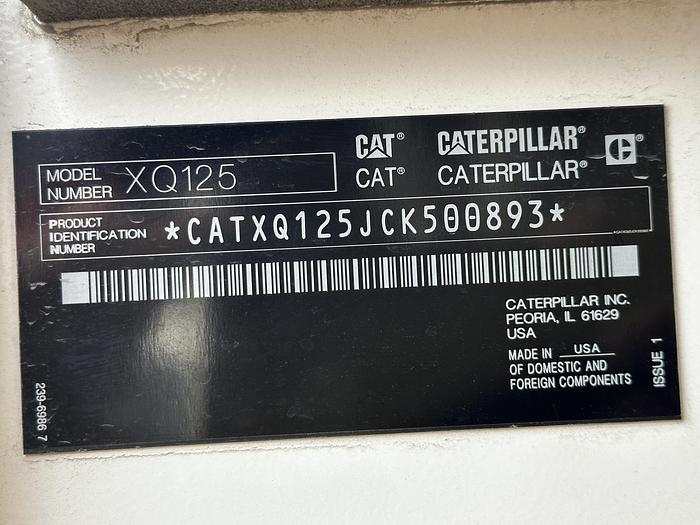 CAT® CATERPILLAR®
CAT® CATERPILLAR®
MODEL NUMBER XQ125
PRODUCT IDENTIFICATION NUMBER *CATXQ125JCK500893*
CATERPILLAR INC.
PEORIA, IL 61629
USA
MADE IN USA
OF DOMESTIC AND
FOREIGN COMPONENTS
ISSUE 1
239-6986 7